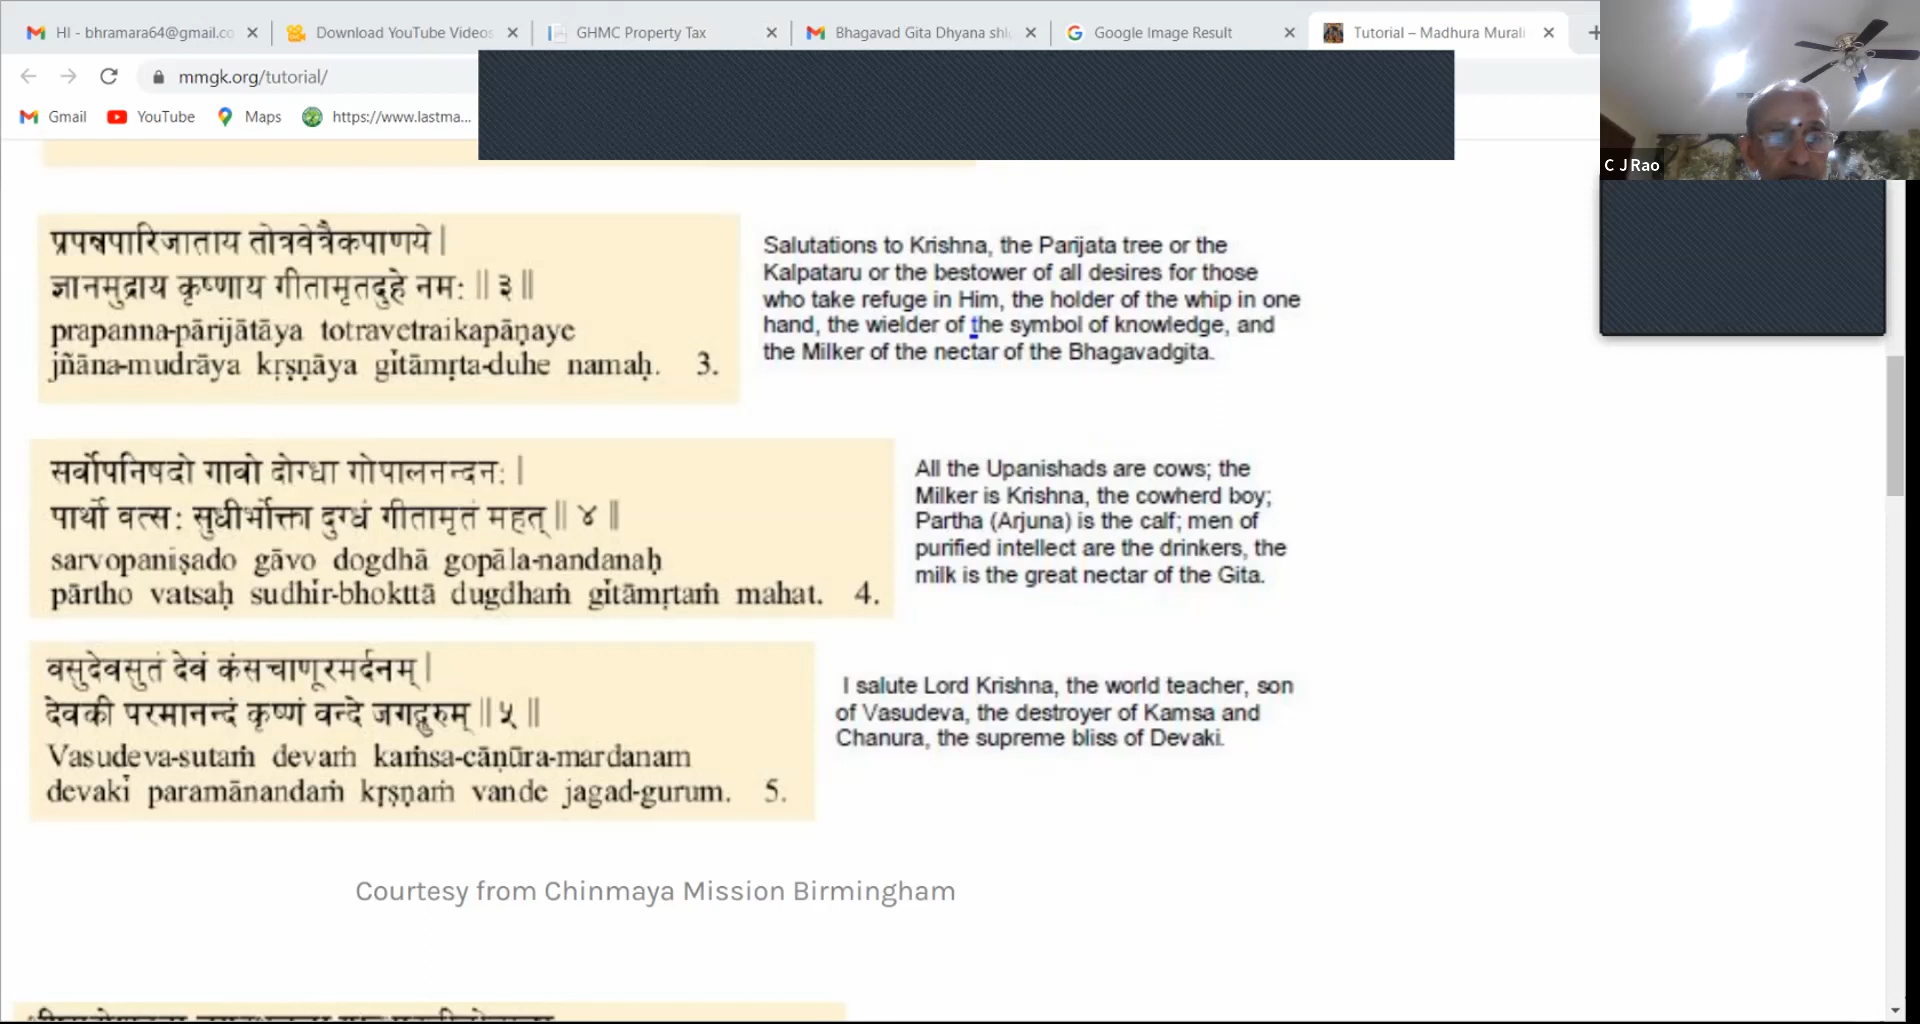 HI - bhramara64@gmail.co
Download YouTube Videos
GHMC Property Tax
Bhagavad Gita Dhyana shlo
Google Image Result
Tutorial – Madhura Murali
mmgk.org/tutorial/
Gmail
YouTube
Maps
https://www.lastma...
C J Rao
प्रपन्नपारिजाताय तोत्रवेत्रैकपाणये |
ज्ञानमुद्राय कृष्णाय गीतामृतदुहे नमः || ३ ||
prapanna-pārijātāya totravetraikapāṇaye
jñāna-mudrāya kṛṣṇāya gītāmṛta-duhe namaḥ. 3.
Salutations to Krishna, the Parijata tree or the
Kalpataru or the bestower of all desires for those
who take refuge in Him, the holder of the whip in one
hand, the wielder of the symbol of knowledge, and
the Milker of the nectar of the Bhagavadgita.
सर्वोपनिषदो गावो दोग्धा गोपालनन्दनः |
पार्थो वत्सः सुधीर्भोक्ता दुग्धं गीतामृतं महत् || ४ ||
sarvopaniṣado gāvo dogdhā gopāla-nandanaḥ
pārtho vatsaḥ sudhīr-bhokttā dugdhaṁ gītāmṛtaṁ mahat. 4.
All the Upanishads are cows; the
Milker is Krishna, the cowherd boy;
Partha (Arjuna) is the calf; men of
purified intellect are the drinkers, the
milk is the great nectar of the Gita.
वसुदेवसुतं देवं कंसचाणूरमर्दनम् |
देवकी परमानन्दं कृष्णं वन्दे जगद्गुरुम् || ५ ||
Vasudeva-sutaṁ devaṁ kaṁsa-cāṇūra-mardanam
devakī paramānandaṁ kṛṣṇaṁ vande jagad-gurum. 5.
I salute Lord Krishna, the world teacher, son
of Vasudeva, the destroyer of Kamsa and
Chanura, the supreme bliss of Devaki.
Courtesy from Chinmaya Mission Birmingham